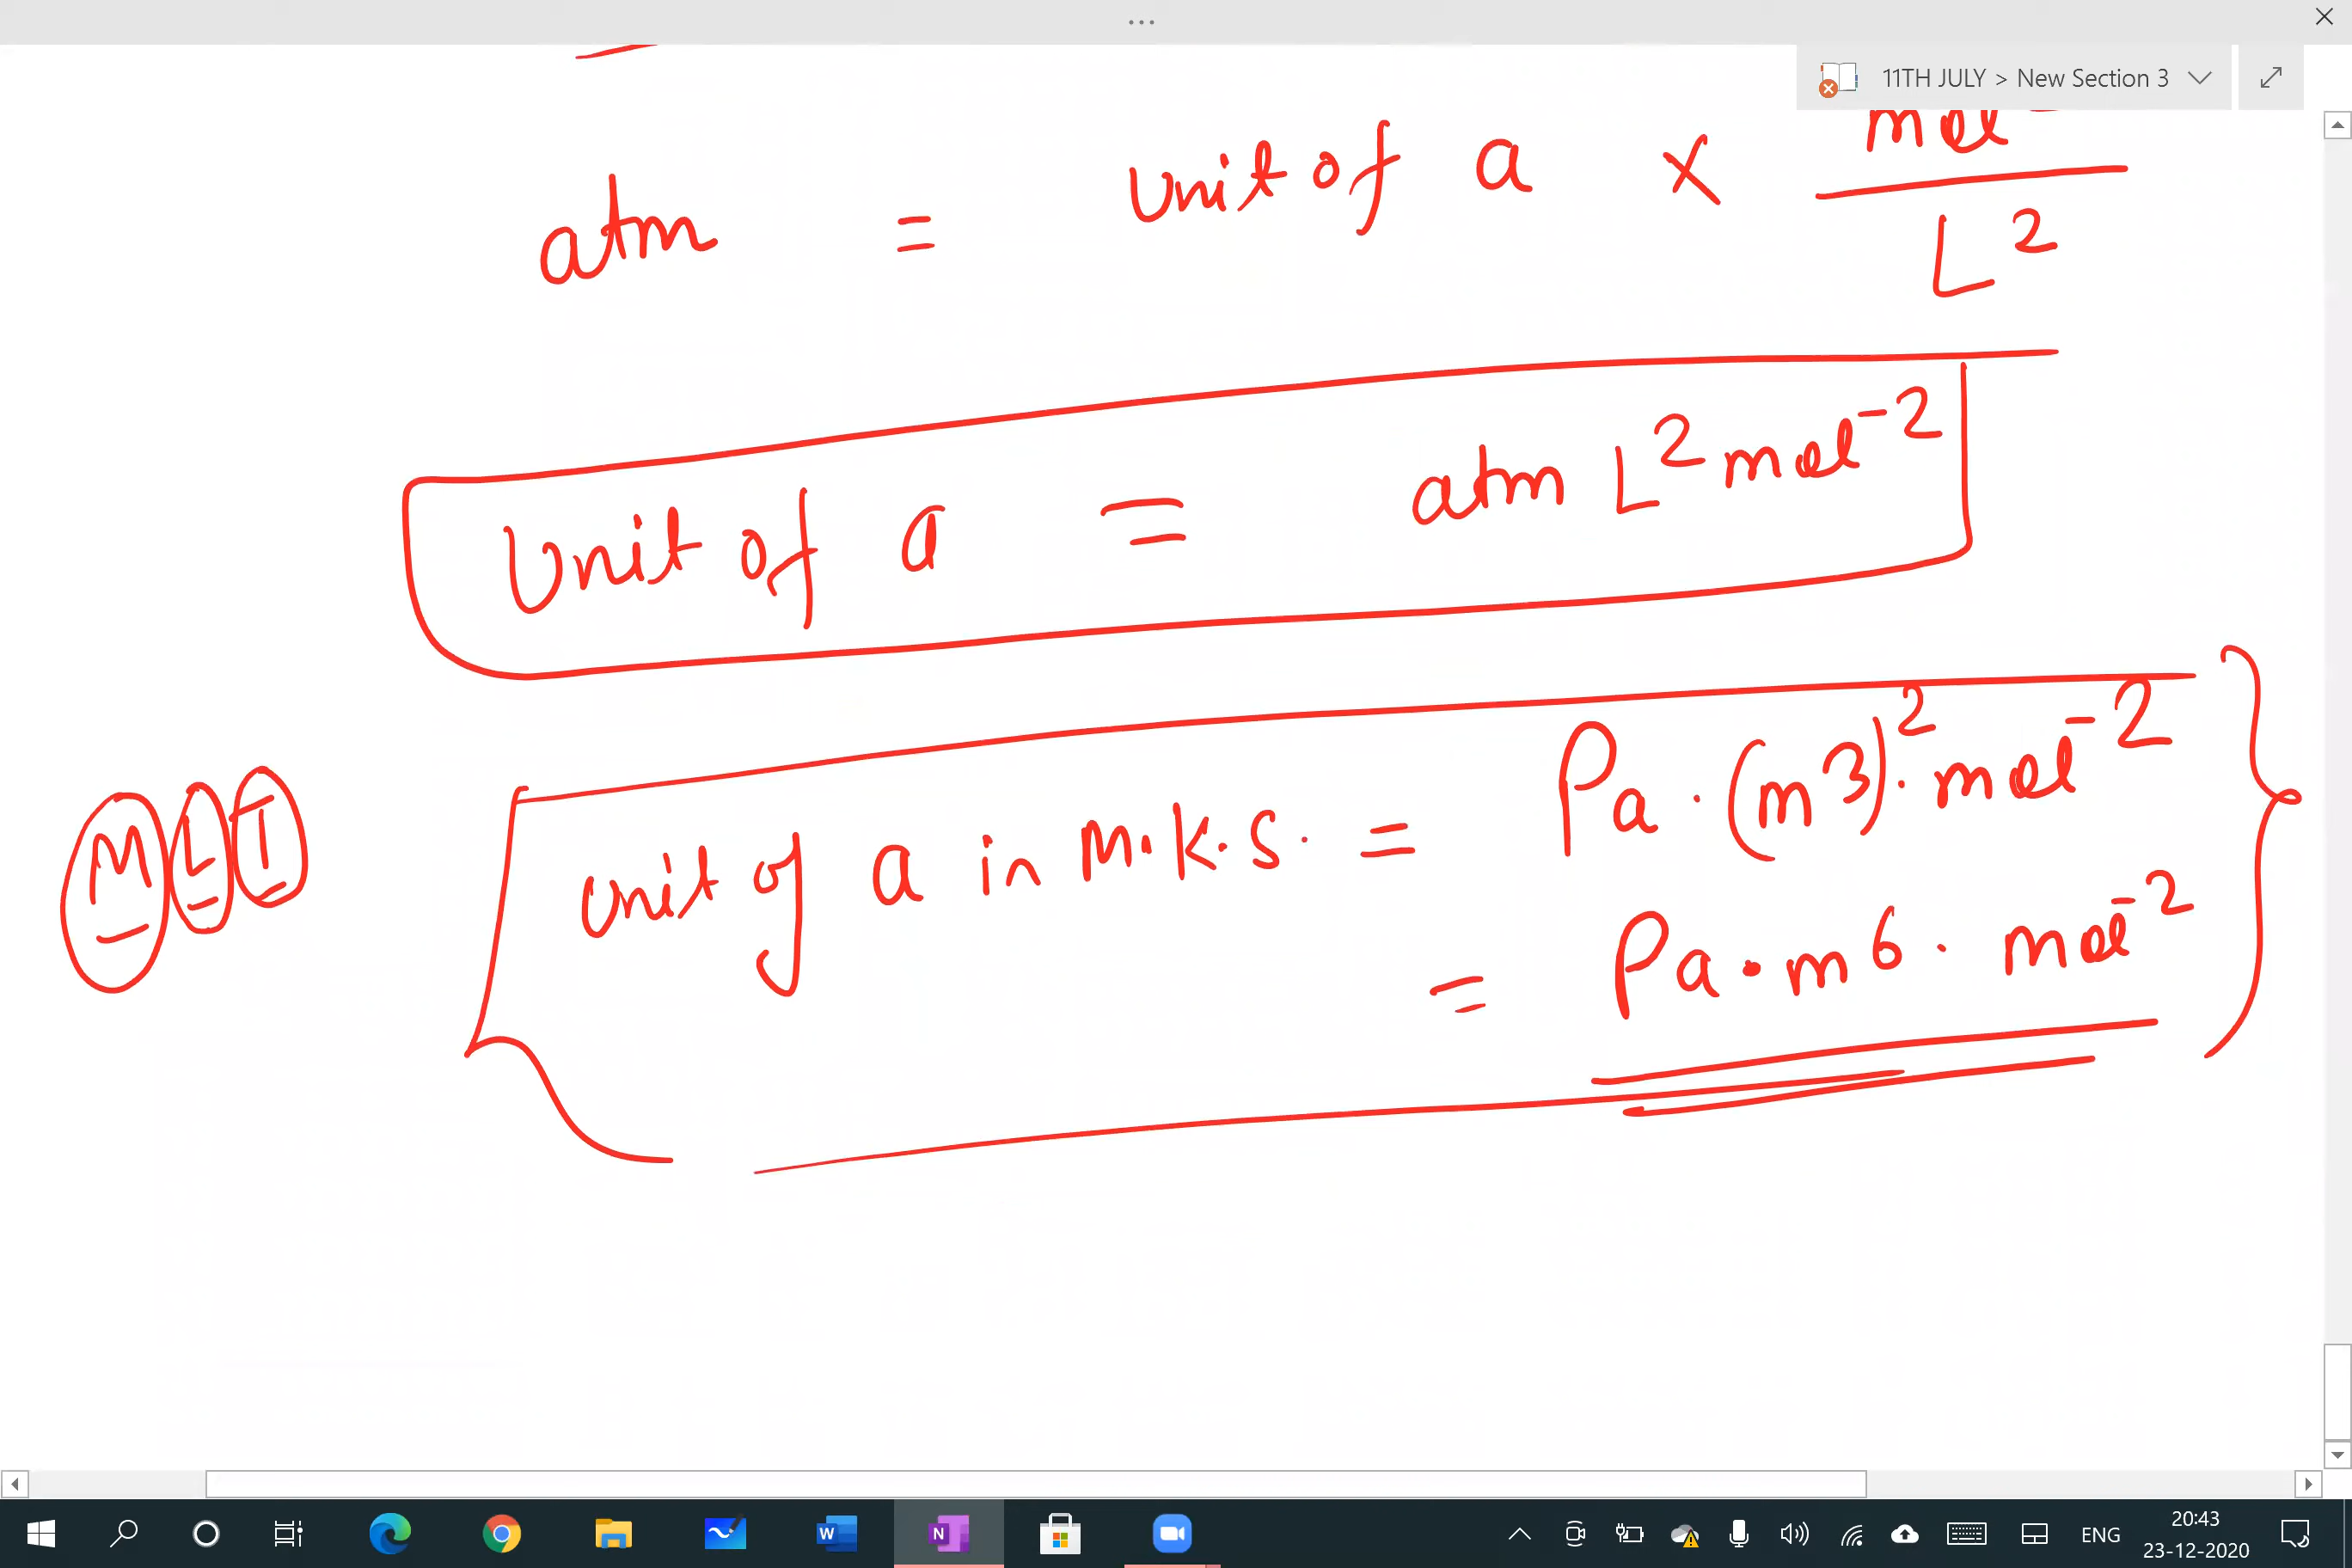 11TH JULY > New Section 3
atm = Unit of a × mol / L²
Unit of a = atm L² mol⁻²
M L T
unit of a in M.K.S. = Pa · (m³)² · mol⁻²
= Pa · m⁶ · mol⁻²
ENG
20:43
23-12-2020